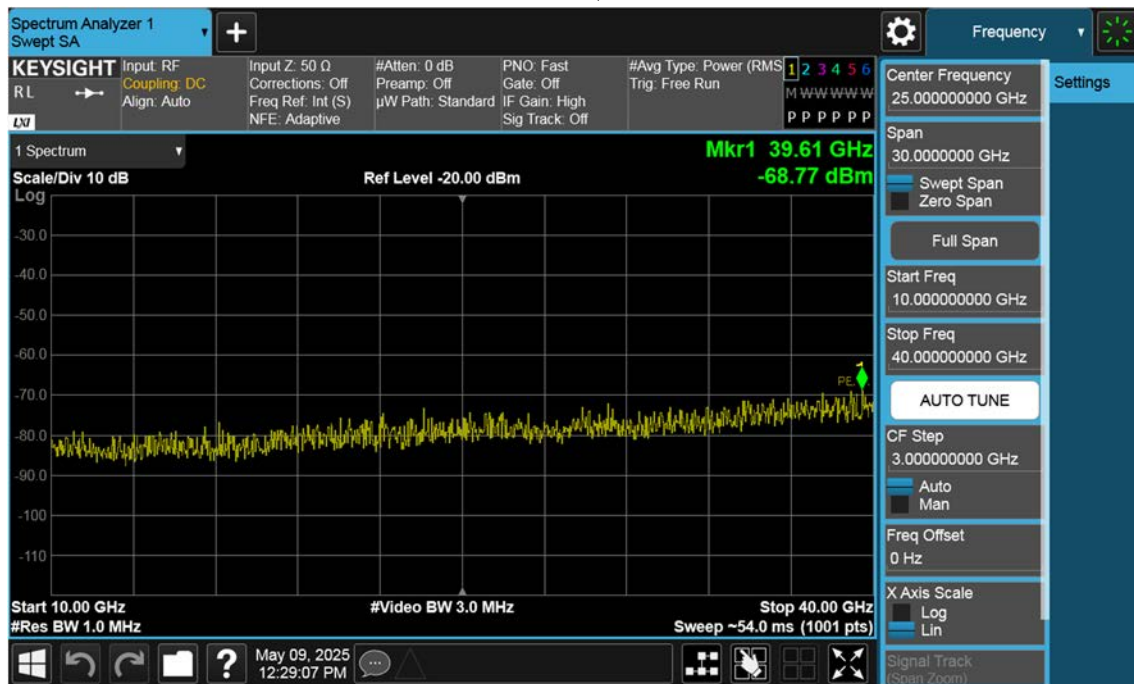 Spectrum Analyzer 1
Swept SA
+
Frequency
KEYSIGHT
RL
LXI
Input: RF
Coupling: DC
Align: Auto
Input Z: 50 Ω
Corrections: Off
Freq Ref: Int (S)
NFE: Adaptive
#Atten: 0 dB
Preamp: Off
µW Path: Standard
PNO: Fast
Gate: Off
IF Gain: High
Sig Track: Off
#Avg Type: Power (RMS
Trig: Free Run
1 2 3 4 5 6
M W W W W W
P P P P P P
1 Spectrum
Scale/Div 10 dB
Ref Level -20.00 dBm
Mkr1 39.61 GHz
-68.77 dBm
Log
-30.0
-40.0
-50.0
-60.0
-70.0
-80.0
-90.0
-100
-110
1
Start 10.00 GHz
#Res BW 1.0 MHz
#Video BW 3.0 MHz
Stop 40.00 GHz
Sweep ~54.0 ms (1001 pts)
Center Frequency
25.000000000 GHz
Settings
Span
30.0000000 GHz
Swept Span
Zero Span
Full Span
Start Freq
10.000000000 GHz
Stop Freq
40.000000000 GHz
AUTO TUNE
CF Step
3.000000000 GHz
Auto
Man
Freq Offset
0 Hz
X Axis Scale
Log
Lin
Signal Track
(Span Zoom)
?
May 09, 2025
12:29:07 PM